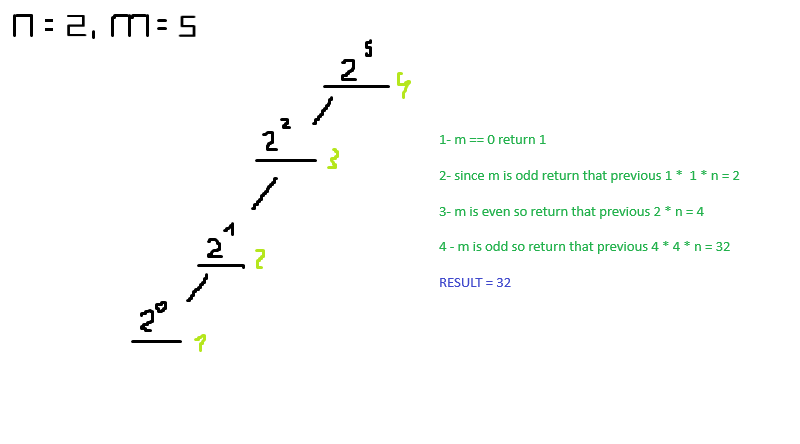 n = 2, m = 5
2^5 4
2^2 3
2^1 2
2^0 1
1- m == 0 return 1
2- since m is odd return that previous 1 * 1 * n = 2
3- m is even so return that previous 2 * n = 4
4 - m is odd so return that previous 4 * 4 * n = 32
RESULT = 32